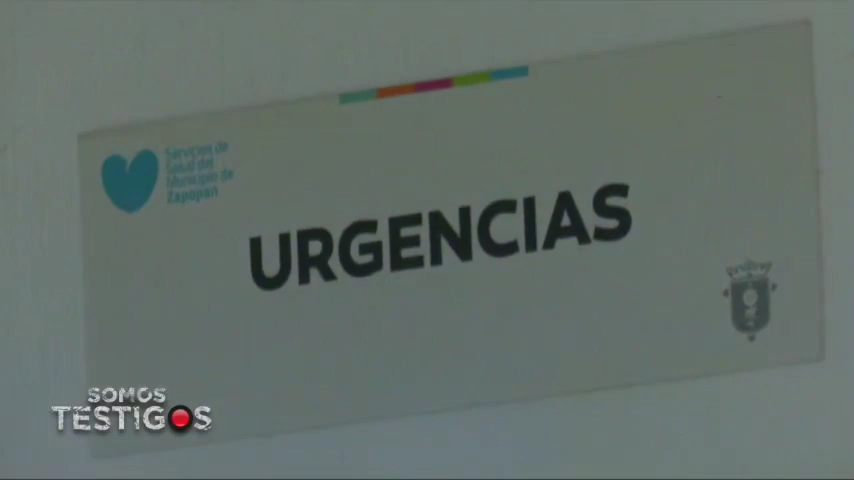 Servicios de
Salud del
Municipio de
Zapopan
URGENCIAS
SOMOS
TESTIGOS